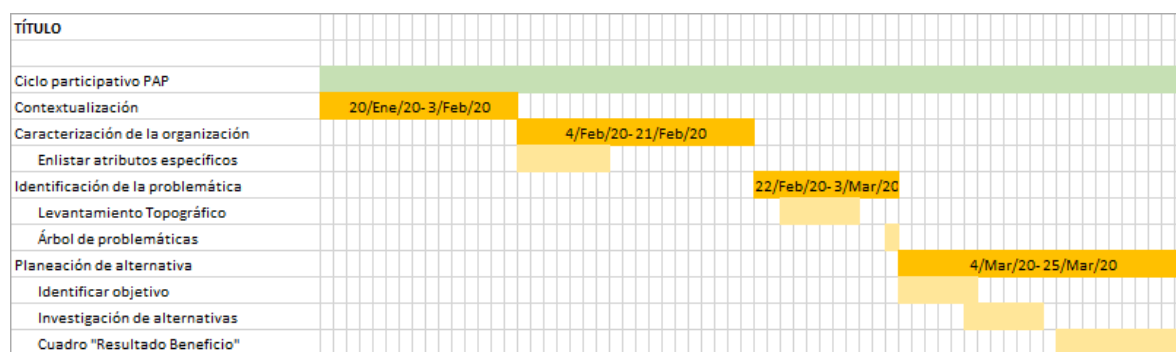 TÍTULO
Ciclo participativo PAP
Contextualización 20/Ene/20-3/Feb/20
Caracterización de la organización 4/Feb/20-21/Feb/20
Enlistar atributos específicos
Identificación de la problemática 22/Feb/20-3/Mar/20
Levantamiento Topográfico
Árbol de problemáticas
Planeación de alternativa 4/Mar/20-25/Mar/20
Identificar objetivo
Investigación de alternativas
Cuadro "Resultado Beneficio"